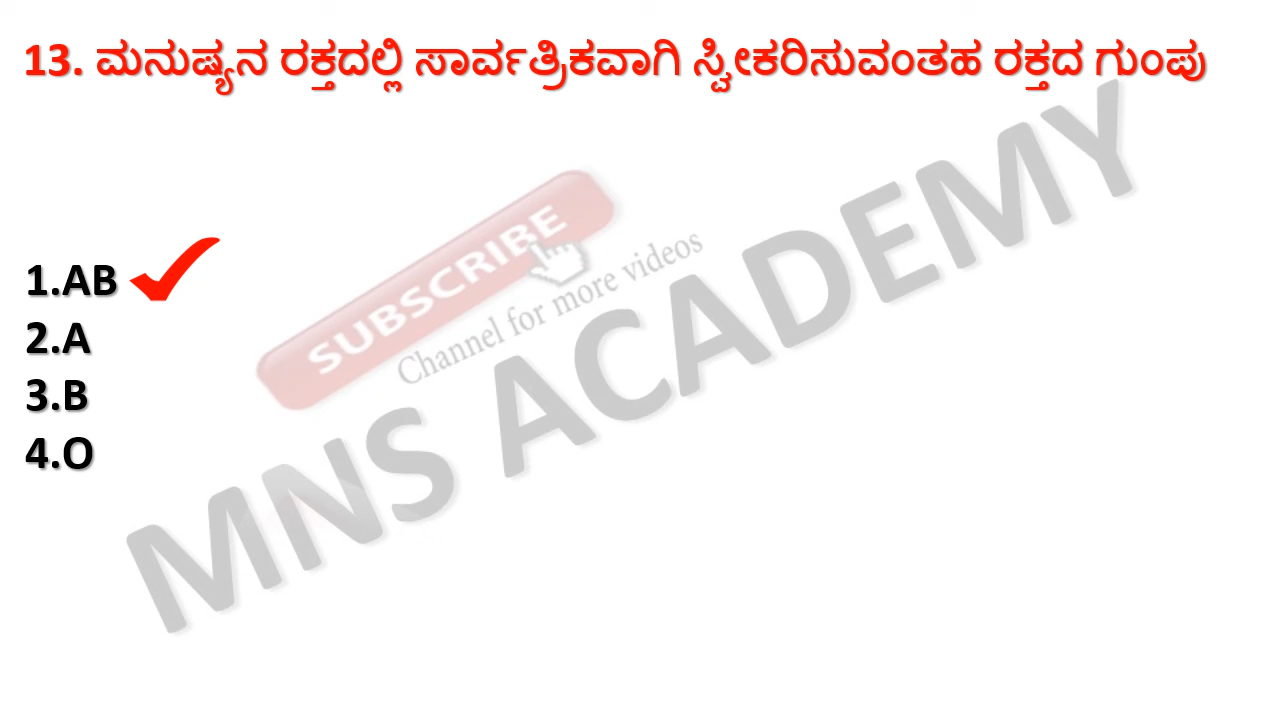 13. ಮನುಷ್ಯನ ರಕ್ತದಲ್ಲಿ ಸಾರ್ವತ್ರಿಕವಾಗಿ ಸ್ವೀಕರಿಸುವಂತಹ ರಕ್ತದ ಗುಂಪು
1.AB
2.A
3.B
4.O
SUBSCRIBE
Channel for more videos
MNS ACADEMY